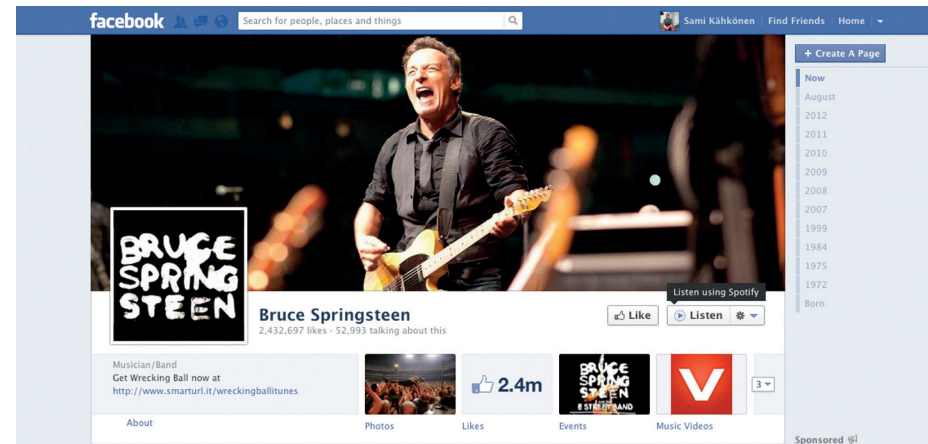 facebook
Search for people, places and things
Sami Kähkönen
Find Friends
Home
+ Create A Page
Now
August
2012
2011
2010
2009
2008
2007
1999
1984
1975
1972
Born
BRUCE
SPRING
STEEN
Listen using Spotify
Bruce Springsteen
2,432,697 likes · 52,993 talking about this
Like
Listen
Musician/Band
Get Wrecking Ball now at
http://www.smarturl.it/wreckingballitunes
About
Photos
2.4m
Likes
BRUCE
SPRING
STEEN
E STREET BAND
Events
V
Music Videos
3
Sponsored